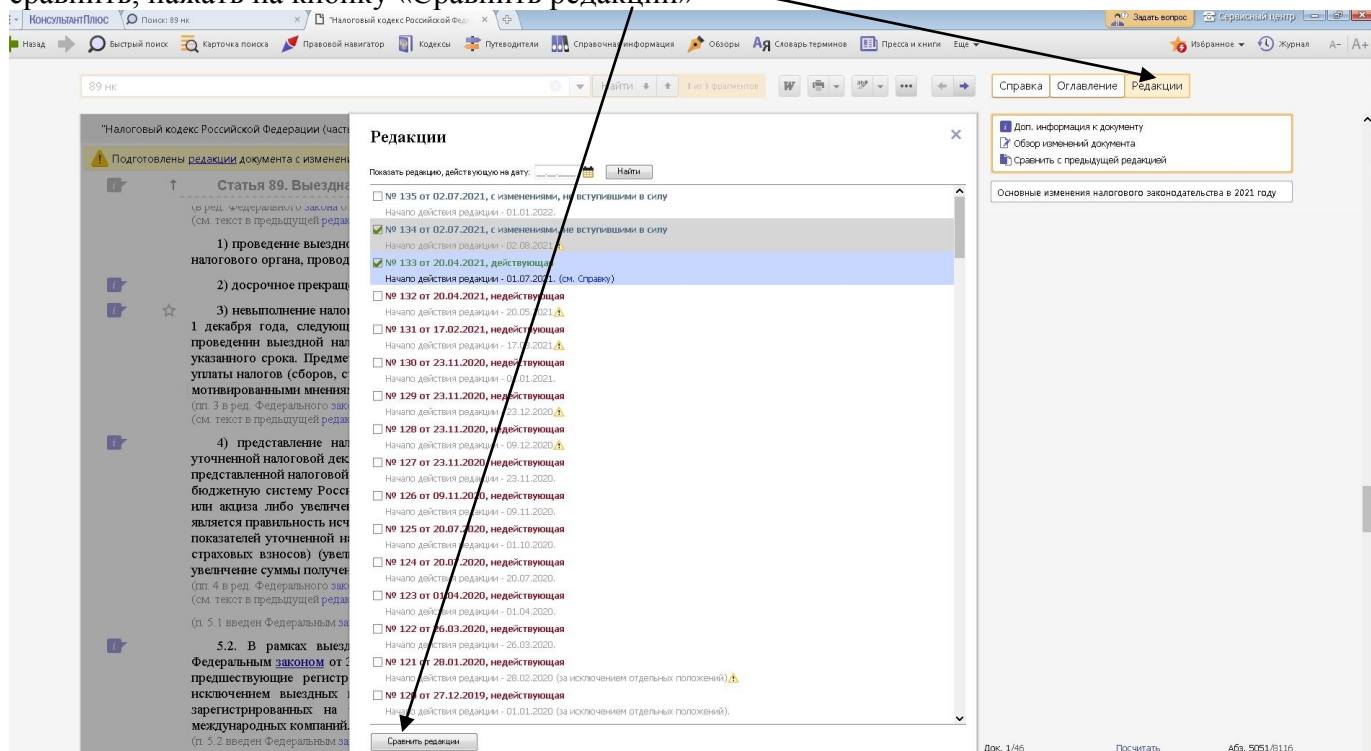 сравнить, нажать на кнопку «Сравнить редакции»
КонсультантПлюс Поиск: 89 нк "Налоговый кодекс Российской Фед Задать вопрос Сервисный центр
Назад Быстрый поиск Карточка поиска Правовой навигатор Кодексы Путеводители Справочная информация Обзоры Словарь терминов Пресса и книги Еще Избранное Журнал А- А+
89 нк Найти 1 из 9 фрагментов Справка Оглавление Редакции
"Налоговый кодекс Российской Федерации (часть
Подготовлены редакции документа с изменени
Статья 89. Выездна
(в ред. Федерального закона о
(см. текст в предыдущей редак
1) проведение выездно
налогового органа, провод
2) досрочное прекращ
3) невыполнение налог
1 декабря года, следующ
проведении выездной нал
указанного срока. Предме
уплаты налогов (сборов, с
мотивированными мнениям
(пп. 3 в ред. Федерального зако
(см. текст в предыдущей редак
4) представление нал
уточненной налоговой дек
представленной налоговой
бюджетную систему Росси
или акциза либо увеличен
является правильность исч
показателей уточненной на
страховых взносов) (увел
увеличение суммы получен
(пп. 4 в ред. Федерального зако
(см. текст в предыдущей редак
(п. 5.1 введен Федеральным за
5.2. В рамках выезд
Федеральным законом от 3
предшествующие регистр
исключением выездных
зарегистрированных на
международных компаний.
(п. 5.2 введен Федеральным за
Редакции
Показать редакцию, действующую на дату: __.__.____ Найти
№ 135 от 02.07.2021, с изменениями, не вступившими в силу
Начало действия редакции - 01.01.2022.
№ 134 от 02.07.2021, с изменениями, не вступившими в силу
Начало действия редакции - 02.08.2021.
№ 133 от 20.04.2021, действующая
Начало действия редакции - 01.07.2021. (см. Справку)
№ 132 от 20.04.2021, недействующая
Начало действия редакции - 20.05.2021.
№ 131 от 17.02.2021, недействующая
Начало действия редакции - 17.03.2021.
№ 130 от 23.11.2020, недействующая
Начало действия редакции - 01.01.2021.
№ 129 от 23.11.2020, недействующая
Начало действия редакции - 23.12.2020.
№ 128 от 23.11.2020, недействующая
Начало действия редакции - 09.12.2020.
№ 127 от 23.11.2020, недействующая
Начало действия редакции - 23.11.2020.
№ 126 от 09.11.2020, недействующая
Начало действия редакции - 09.11.2020.
№ 125 от 20.07.2020, недействующая
Начало действия редакции - 01.10.2020.
№ 124 от 20.07.2020, недействующая
Начало действия редакции - 20.07.2020.
№ 123 от 01.04.2020, недействующая
Начало действия редакции - 01.04.2020.
№ 122 от 26.03.2020, недействующая
Начало действия редакции - 26.03.2020.
№ 121 от 28.01.2020, недействующая
Начало действия редакции - 28.02.2020 (за исключением отдельных положений).
№ 120 от 27.12.2019, недействующая
Начало действия редакции - 01.01.2020 (за исключением отдельных положений).
Сравнить редакции
Доп. информация к документу
Обзор изменений документа
Сравнить с предыдущей редакцией
Основные изменения налогового законодательства в 2021 году
Док. 1/46 Посчитать Абз. 5051/8116